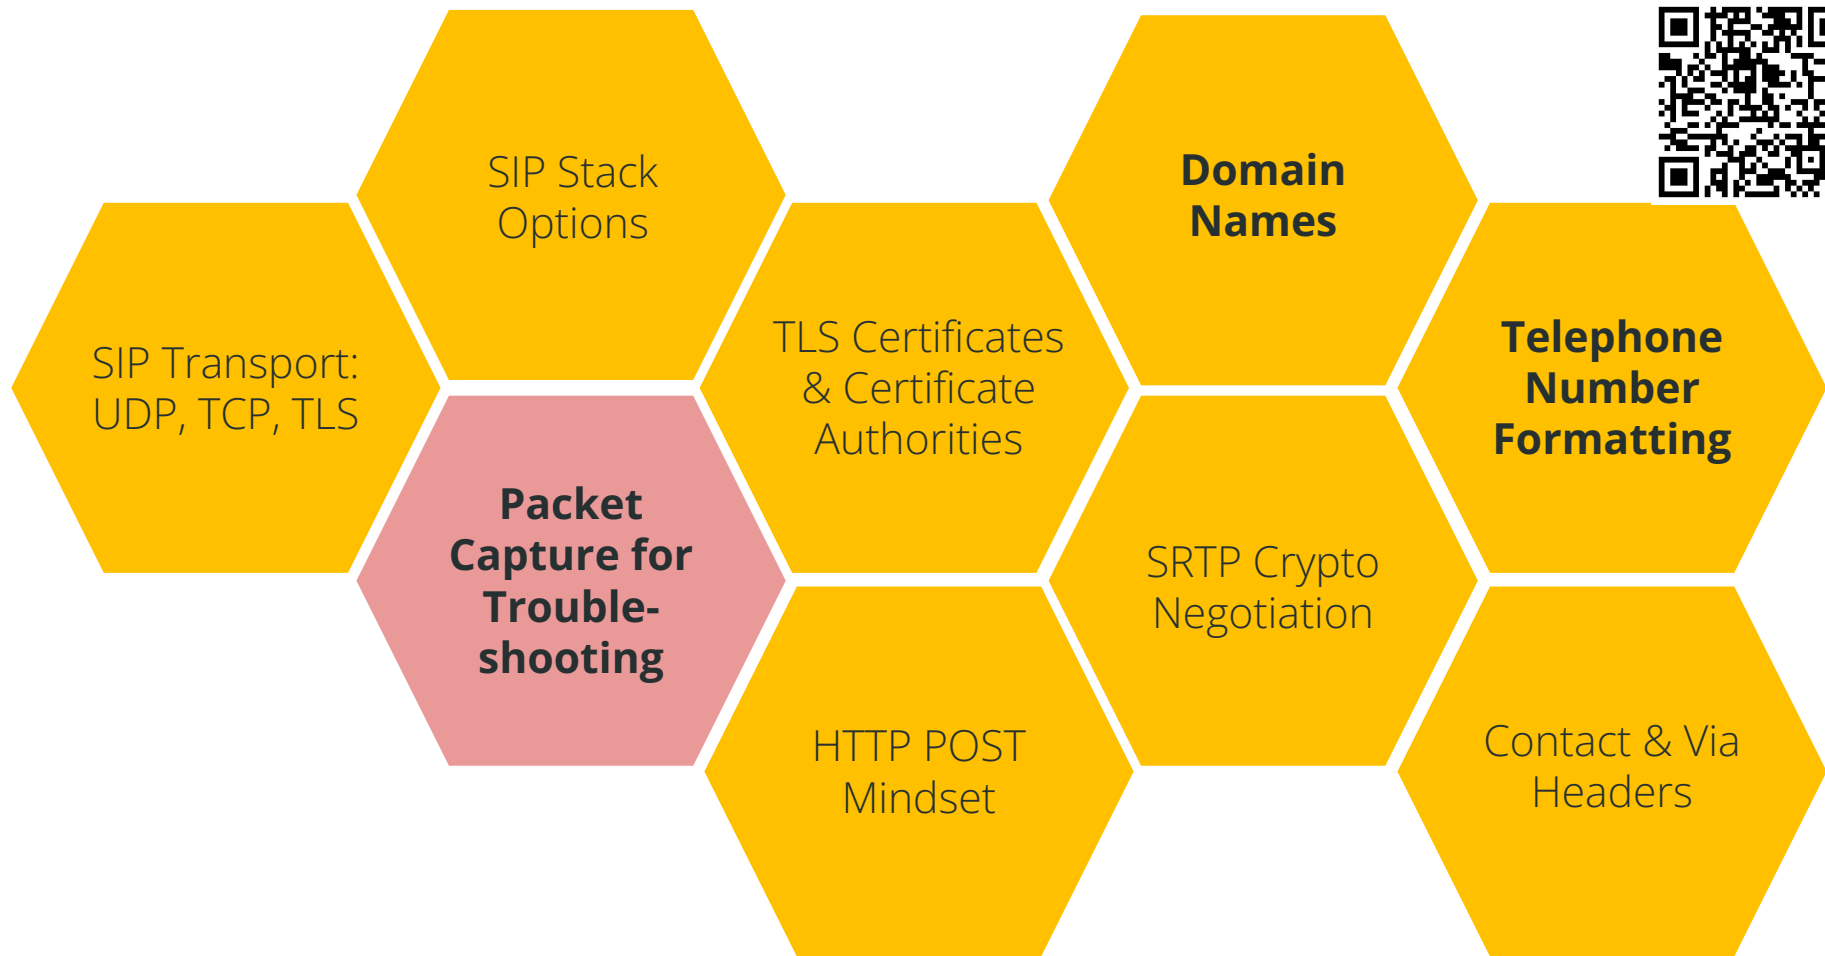 SIP Stack
Options
Domain
Names
SIP Transport:
UDP, TCP, TLS
TLS Certificates
& Certificate
Authorities
Telephone
Number
Formatting
Packet
Capture for
Trouble-
shooting
SRTP Crypto
Negotiation
HTTP POST
Mindset
Contact & Via
Headers